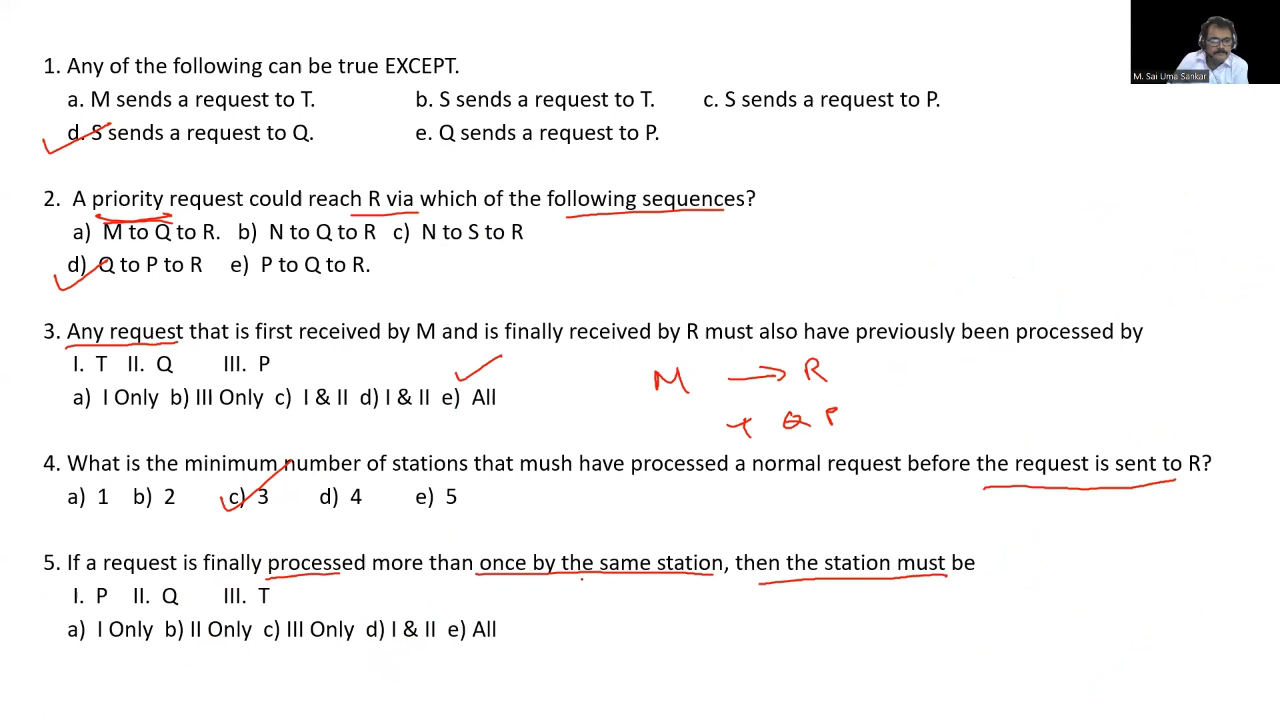 M. Sai Uma Sankar
1. Any of the following can be true EXCEPT.
a. M sends a request to T. b. S sends a request to T. c. S sends a request to P.
d. S sends a request to Q. e. Q sends a request to P.
2. A priority request could reach R via which of the following sequences?
a) M to Q to R. b) N to Q to R c) N to S to R
d) Q to P to R e) P to Q to R.
3. Any request that is first received by M and is finally received by R must also have previously been processed by
I. T II. Q III. P
a) I Only b) III Only c) I & II d) I & II e) All
M → R
T Q P
4. What is the minimum number of stations that mush have processed a normal request before the request is sent to R?
a) 1 b) 2 c) 3 d) 4 e) 5
5. If a request is finally processed more than once by the same station, then the station must be
I. P II. Q III. T
a) I Only b) II Only c) III Only d) I & II e) All